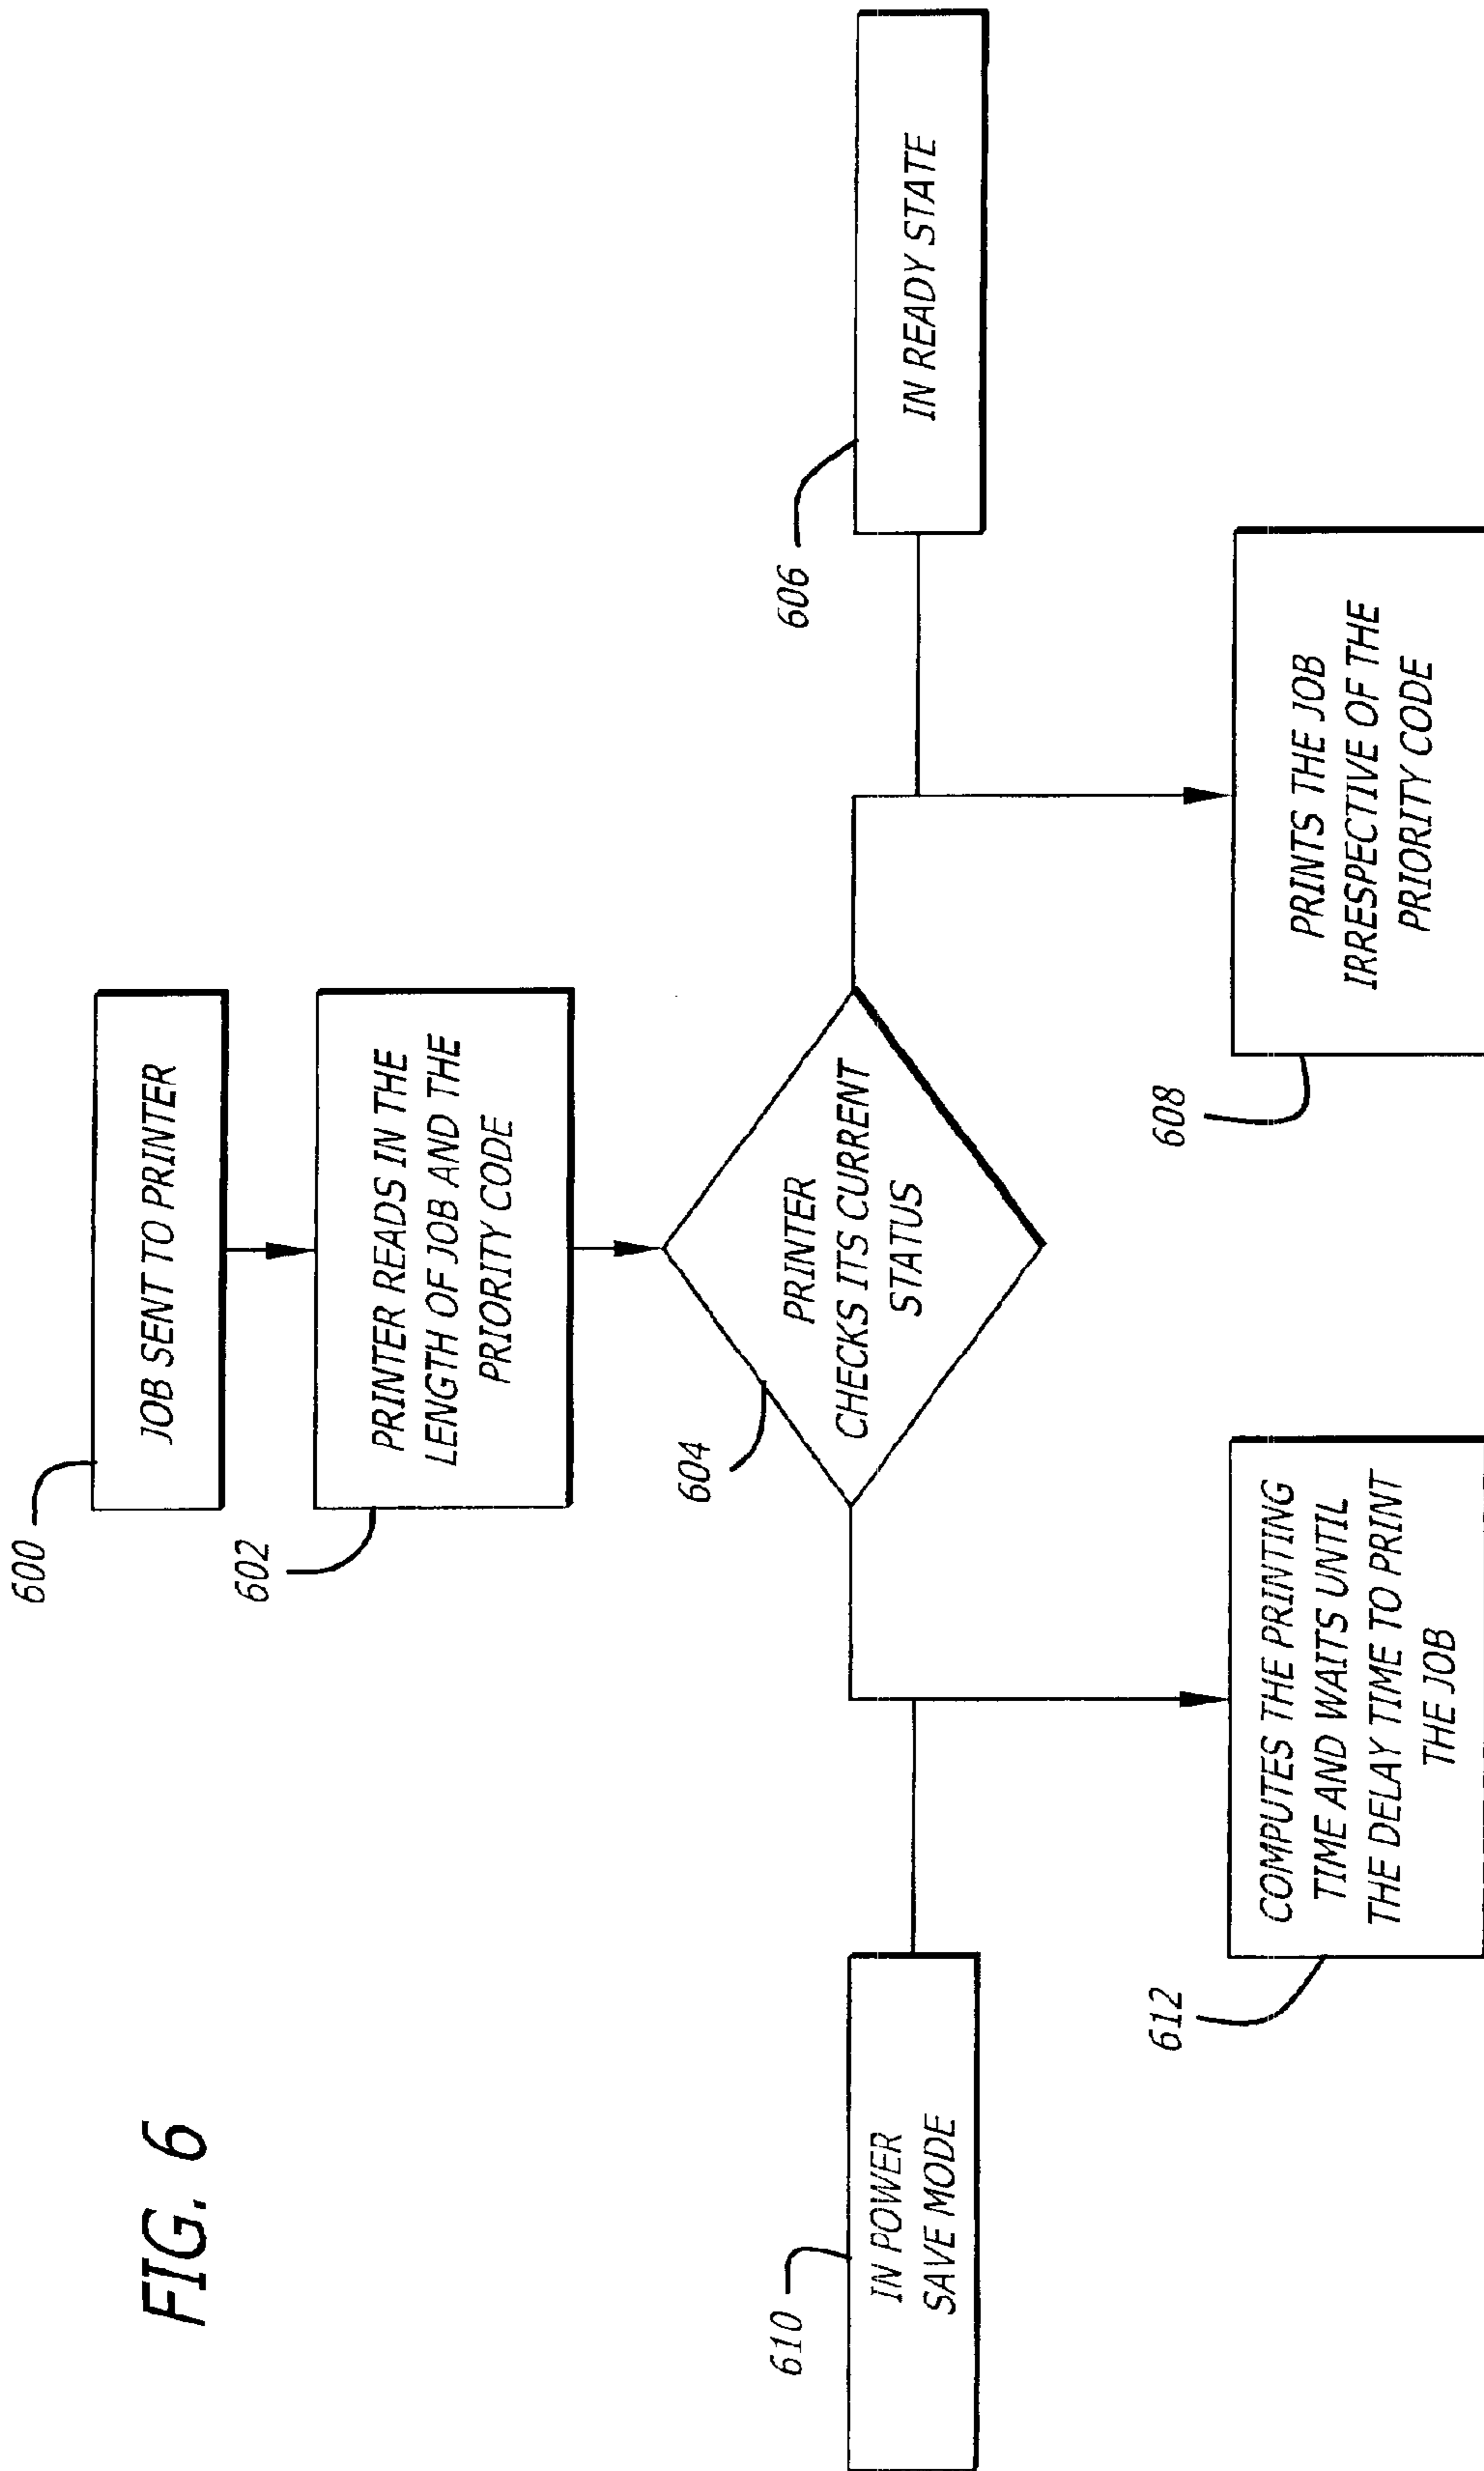 FIG. 6
600
JOB SENT TO PRINTER
602
PRINTER READS IN THE
LENGTH OF JOB AND THE
PRIORITY CODE
604
PRINTER
CHECKS ITS CURRENT
STATUS
610
IN POWER
SAVE MODE
606
IN READY STATE
612
COMPUTES THE PRINTING
TIME AND WAITS UNTIL
THE DELAY TIME TO PRINT
THE JOB
608
PRINTS THE JOB
IRRESPECTIVE OF THE
PRIORITY CODE